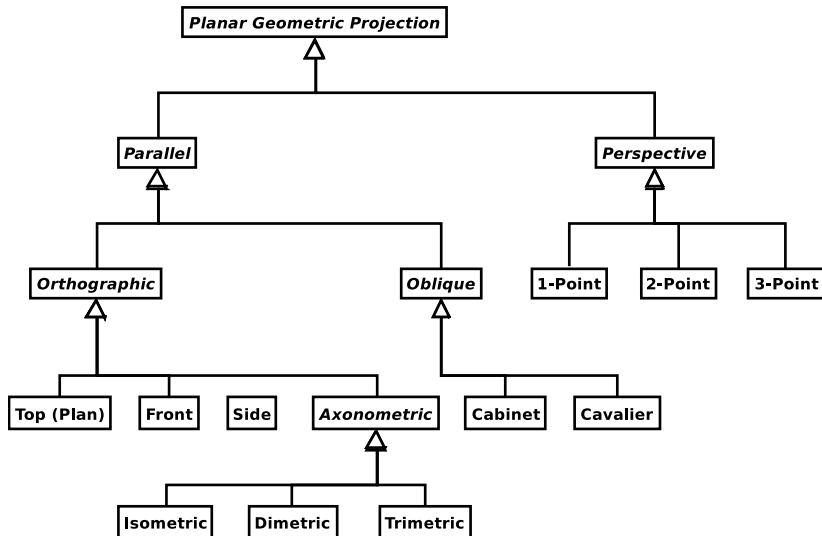 Planar Geometric Projection
Parallel
Perspective
Orthographic
Oblique
1-Point
2-Point
3-Point
Top (Plan)
Front
Side
Axonometric
Cabinet
Cavalier
Isometric
Dimetric
Trimetric